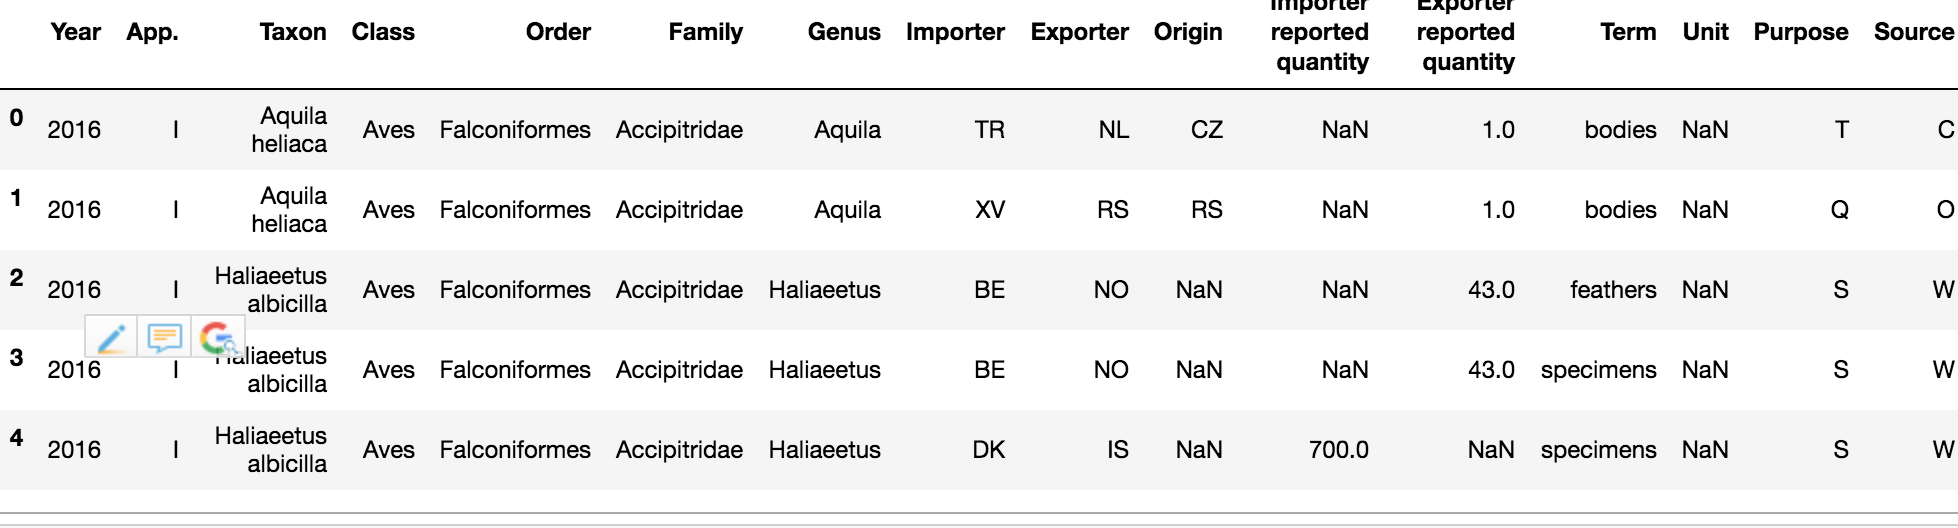 Importer Exporter
Year App. Taxon Class Order Family Genus Importer Exporter Origin reported reported Term Unit Purpose Source
quantity quantity
0 2016 I Aquila heliaca Aves Falconiformes Accipitridae Aquila TR NL CZ NaN 1.0 bodies NaN T C
1 2016 I Aquila heliaca Aves Falconiformes Accipitridae Aquila XV RS RS NaN 1.0 bodies NaN Q O
2 2016 I Haliaeetus albicilla Aves Falconiformes Accipitridae Haliaeetus BE NO NaN NaN 43.0 feathers NaN S W
3 2016 I Haliaeetus albicilla Aves Falconiformes Accipitridae Haliaeetus BE NO NaN NaN 43.0 specimens NaN S W
4 2016 I Haliaeetus albicilla Aves Falconiformes Accipitridae Haliaeetus DK IS NaN 700.0 NaN specimens NaN S W